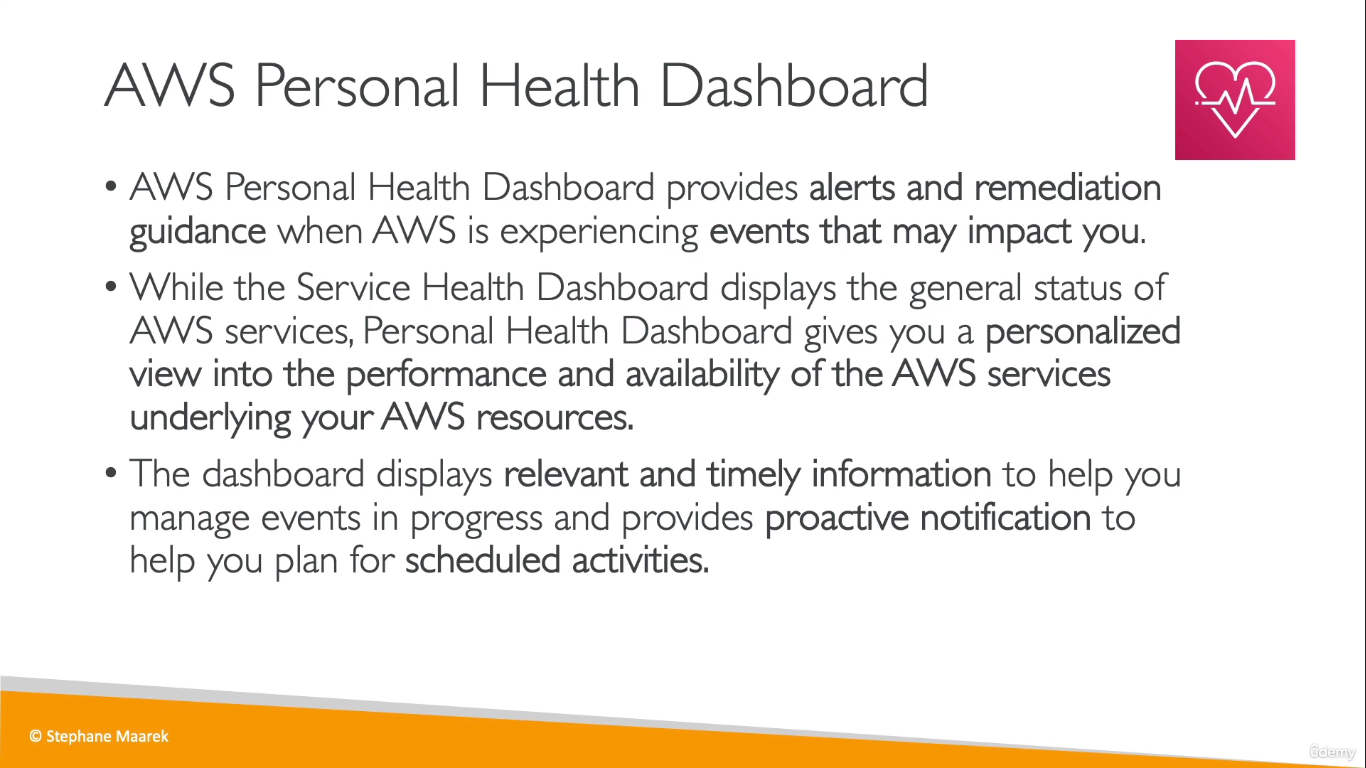 AWS Personal Health Dashboard
• AWS Personal Health Dashboard provides alerts and remediation
guidance when AWS is experiencing events that may impact you.
• While the Service Health Dashboard displays the general status of
AWS services, Personal Health Dashboard gives you a personalized
view into the performance and availability of the AWS services
underlying your AWS resources.
• The dashboard displays relevant and timely information to help you
manage events in progress and provides proactive notification to
help you plan for scheduled activities.
© Stephane Maarek
ûdemy